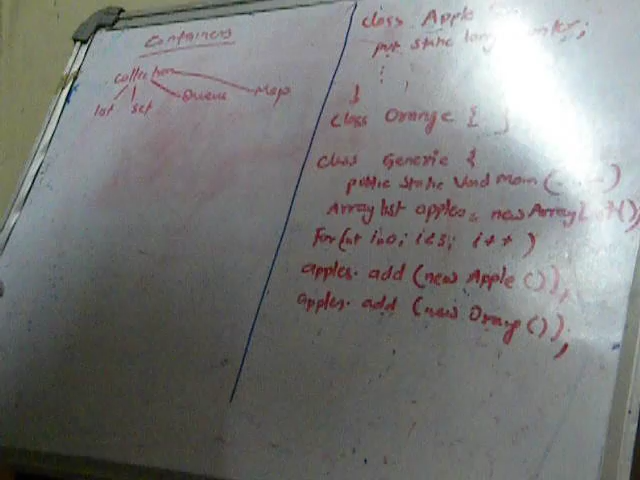 Containers
Collection
list set Queue Map
class Apple
put static long
:
}
class Orange { }
class Generic {
public static void main (- - -)
Arraylist apples = new ArrayList();
for(int i=0; i<3; i++)
apples. add (new Apple ());
apples. add (new Orange ());